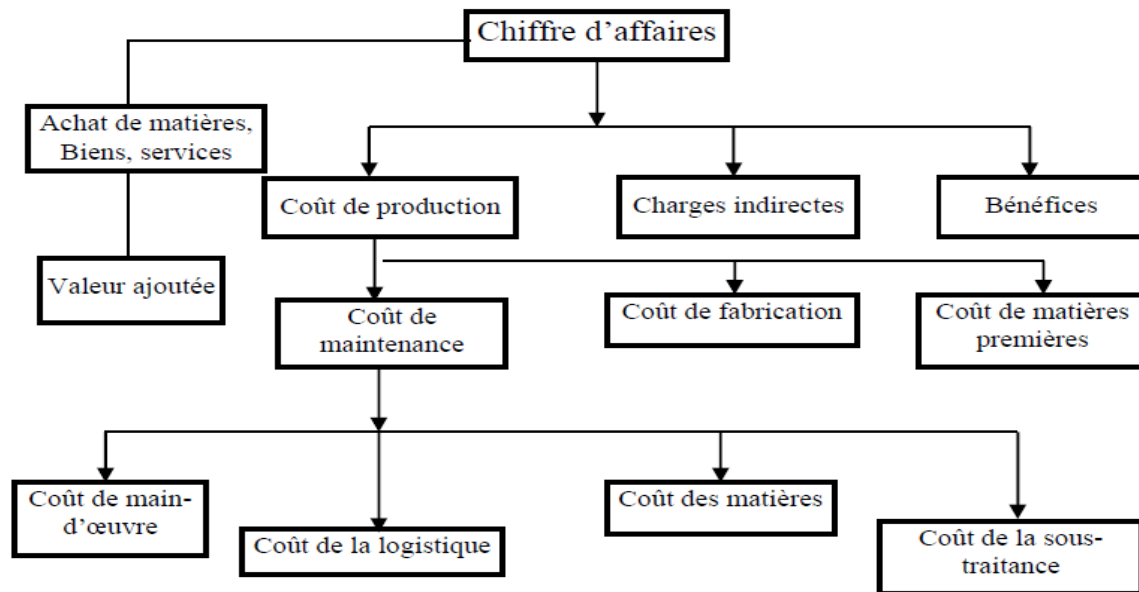 Chiffre d’affaires
Achat de matières,
Biens, services
Coût de production
Charges indirectes
Bénéfices
Valeur ajoutée
Coût de
maintenance
Coût de fabrication
Coût de matières
premières
Coût de main-
d’œuvre
Coût de la logistique
Coût des matières
Coût de la sous-
traitance